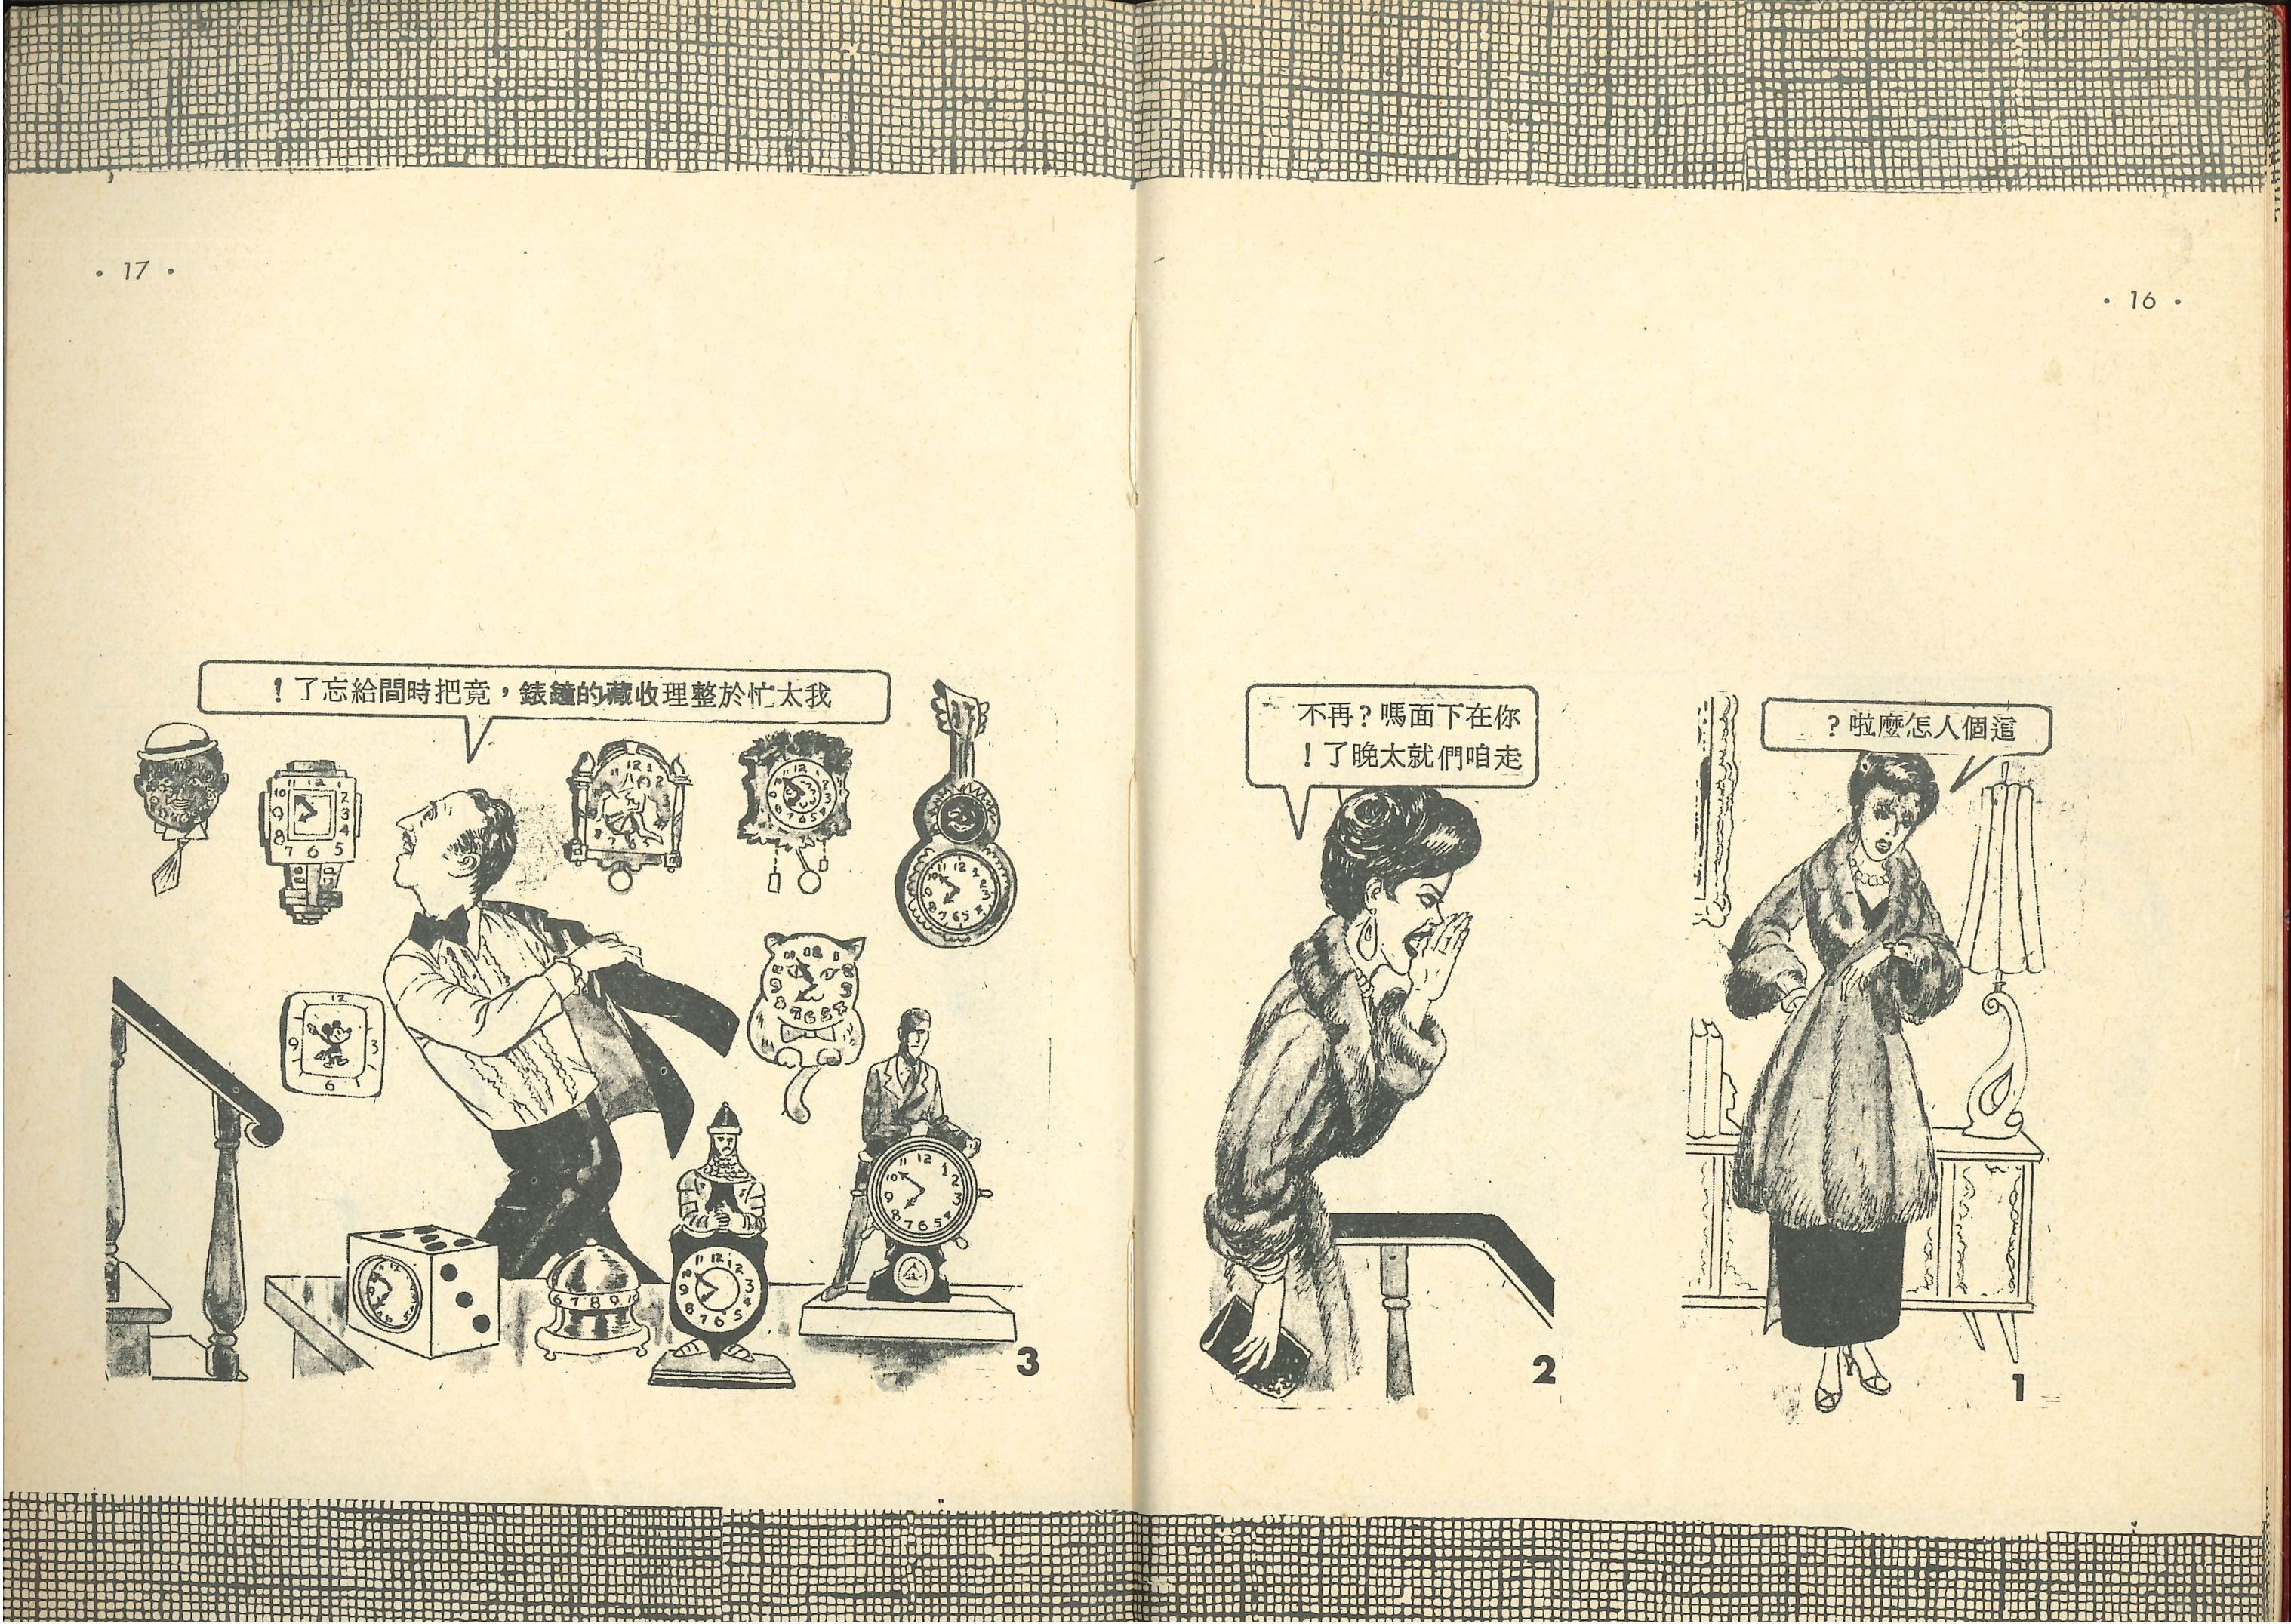 • 16 •
這個人怎麼啦?
1
你在下面嗎?再不
走咱們就太晚了!
2
• 17 •
我太忙於整理收藏的鐘錶，竟把時間給忘了!
3